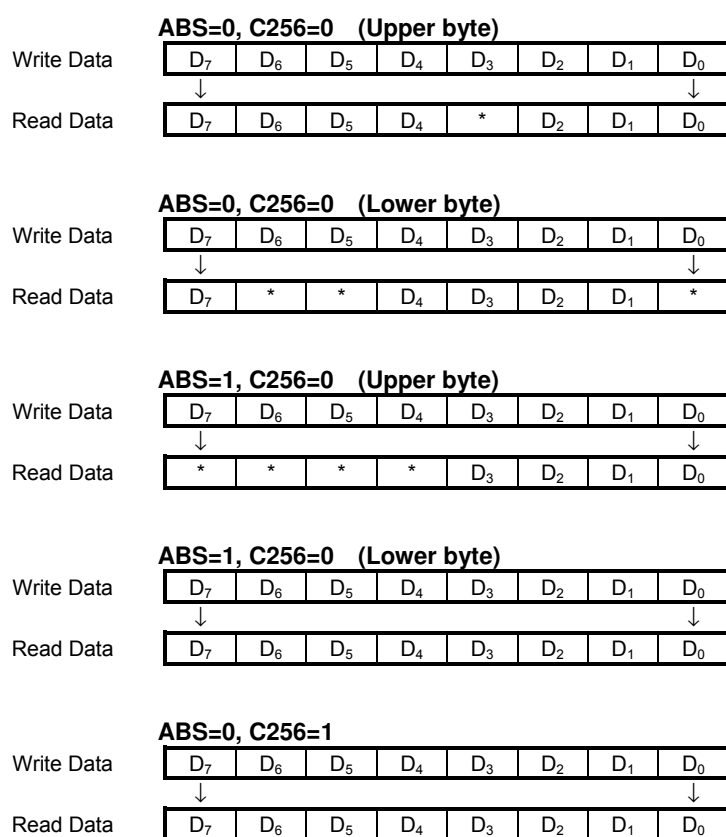 ABS=0, C256=0 (Upper byte)
Write Data D₇ D₆ D₅ D₄ D₃ D₂ D₁ D₀
↓ ↓
Read Data D₇ D₆ D₅ D₄ * D₂ D₁ D₀
ABS=0, C256=0 (Lower byte)
Write Data D₇ D₆ D₅ D₄ D₃ D₂ D₁ D₀
↓ ↓
Read Data D₇ * * D₄ D₃ D₂ D₁ *
ABS=1, C256=0 (Upper byte)
Write Data D₇ D₆ D₅ D₄ D₃ D₂ D₁ D₀
↓ ↓
Read Data * * * * D₃ D₂ D₁ D₀
ABS=1, C256=0 (Lower byte)
Write Data D₇ D₆ D₅ D₄ D₃ D₂ D₁ D₀
↓ ↓
Read Data D₇ D₆ D₅ D₄ D₃ D₂ D₁ D₀
ABS=0, C256=1
Write Data D₇ D₆ D₅ D₄ D₃ D₂ D₁ D₀
↓ ↓
Read Data D₇ D₆ D₅ D₄ D₃ D₂ D₁ D₀